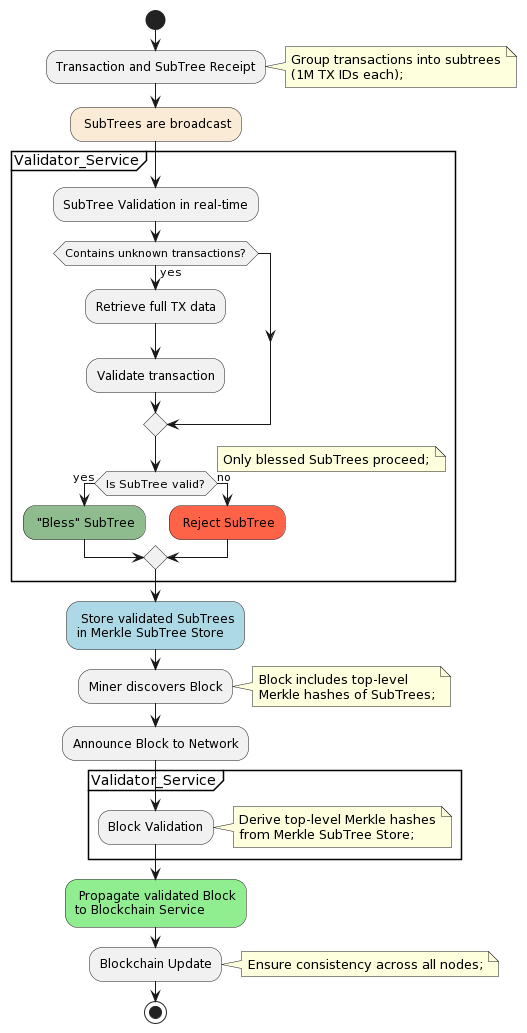 Transaction and SubTree Receipt
Group transactions into subtrees
(1M TX IDs each);
SubTrees are broadcast
Validator_Service
SubTree Validation in real-time
Contains unknown transactions?
yes
Retrieve full TX data
Validate transaction
Only blessed SubTrees proceed;
yes
Is SubTree valid?
no
"Bless" SubTree
Reject SubTree
Store validated SubTrees
in Merkle SubTree Store
Miner discovers Block
Block includes top-level
Merkle hashes of SubTrees;
Announce Block to Network
Validator_Service
Block Validation
Derive top-level Merkle hashes
from Merkle SubTree Store;
Propagate validated Block
to Blockchain Service
Blockchain Update
Ensure consistency across all nodes;